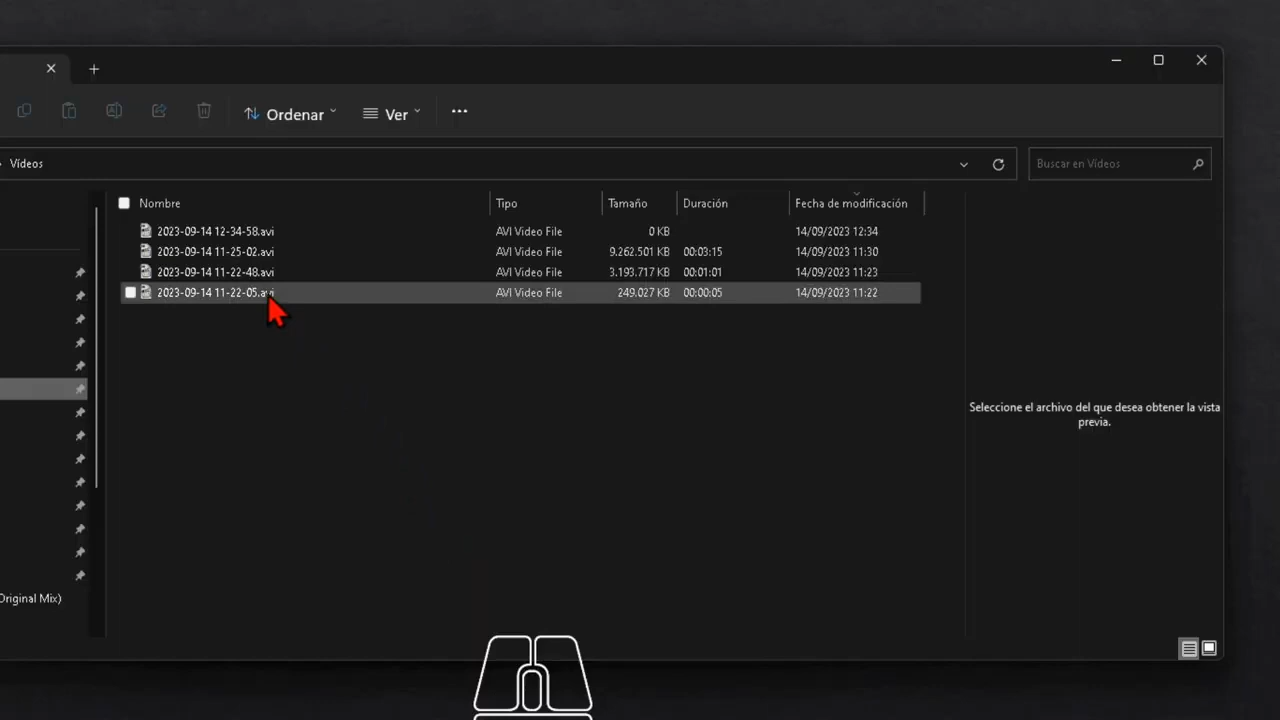 Ordenar
Ver
Vídeos
Buscar en Vídeos
Nombre Tipo Tamaño Duración Fecha de modificación
2023-09-14 12-34-58.avi AVI Video File 0 KB 14/09/2023 12:34
2023-09-14 11-25-02.avi AVI Video File 9.262.501 KB 00:03:15 14/09/2023 11:30
2023-09-14 11-22-48.avi AVI Video File 3.193.717 KB 00:01:01 14/09/2023 11:23
2023-09-14 11-22-05.avi AVI Video File 249.027 KB 00:00:05 14/09/2023 11:22
Seleccione el archivo del que desea obtener la vista
previa.
Original Mix)